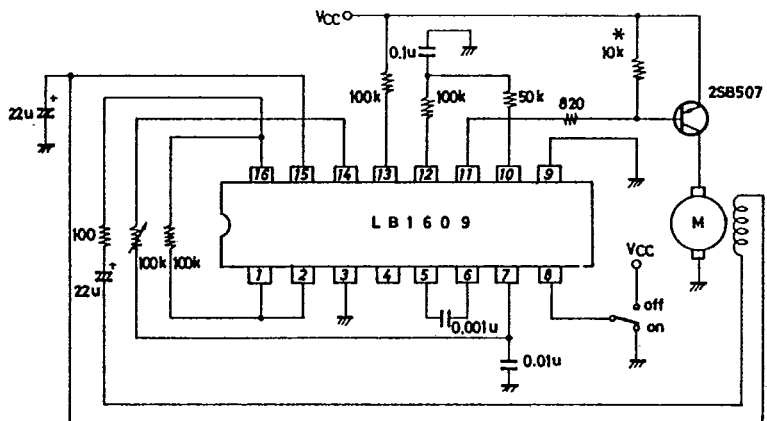 VCC
*
10k
0.1u
100k
100k
50k
820
2SB507
22u
+
16 15 14 13 12 11 10 9
LB1609
M
100
100k
100k
+
22u
1 2 3 4 5 6 7 8
VCC
off
on
0.001u
0.01u